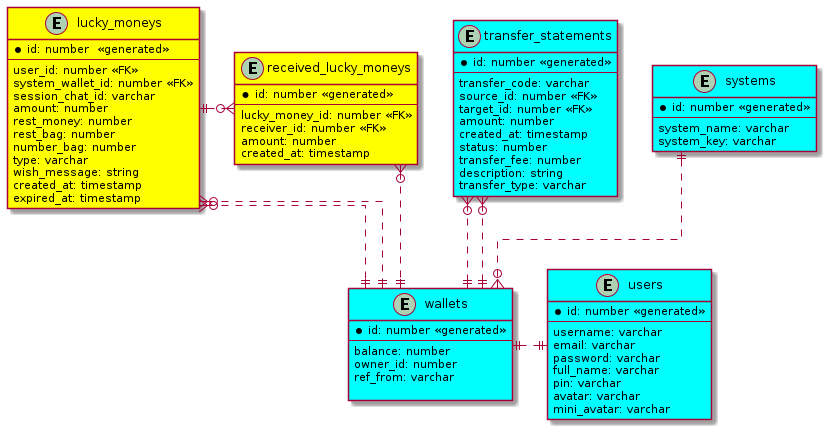 E lucky_moneys
id: number «generated»
user_id: number «FK»
system_wallet_id: number «FK»
session_chat_id: varchar
amount: number
rest_money: number
rest_bag: number
number_bag: number
type: varchar
wish_message: string
created_at: timestamp
expired_at: timestamp
E received_lucky_moneys
id: number «generated»
lucky_money_id: number «FK»
receiver_id: number «FK»
amount: number
created_at: timestamp
E transfer_statements
id: number «generated»
transfer_code: varchar
source_id: number «FK»
target_id: number «FK»
amount: number
created_at: timestamp
status: number
transfer_fee: number
description: string
transfer_type: varchar
E systems
id: number «generated»
system_name: varchar
system_key: varchar
E wallets
id: number «generated»
balance: number
owner_id: number
ref_from: varchar
E users
id: number «generated»
username: varchar
email: varchar
password: varchar
full_name: varchar
pin: varchar
avatar: varchar
mini_avatar: varchar